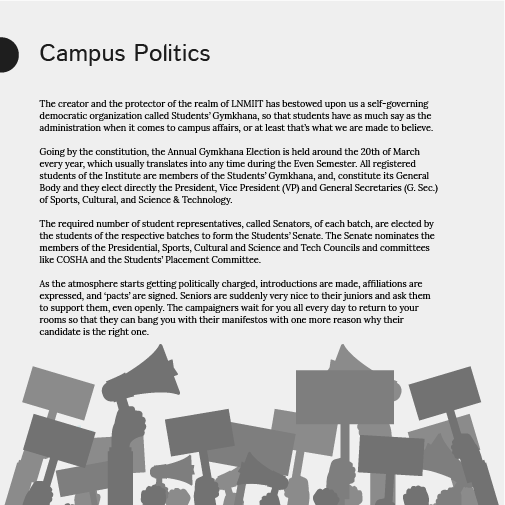 Campus Politics
The creator and the protector of the realm of LNMIIT has bestowed upon us a self-governing
democratic organization called Students' Gymkhana, so that students have as much say as the
administration when it comes to campus affairs, or at least that's what we are made to believe.
Going by the constitution, the Annual Gymkhana Election is held around the 20th of March
every year, which usually translates into any time during the Even Semester. All registered
students of the Institute are members of the Students' Gymkhana, and, constitute its General
Body and they elect directly the President, Vice President (VP) and General Secretaries (G. Sec.)
of Sports, Cultural, and Science & Technology.
The required number of student representatives, called Senators, of each batch, are elected by
the students of the respective batches to form the Students' Senate. The Senate nominates the
members of the Presidential, Sports, Cultural and Science and Tech Councils and committees
like COSHA and the Students' Placement Committee.
As the atmosphere starts getting politically charged, introductions are made, affiliations are
expressed, and 'pacts' are signed. Seniors are suddenly very nice to their juniors and ask them
to support them, even openly. The campaigners wait for you all every day to return to your
rooms so that they can bang you with their manifestos with one more reason why their
candidate is the right one.